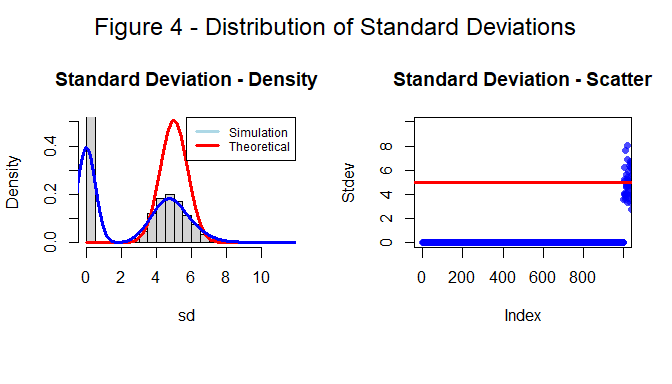 Figure 4 - Distribution of Standard Deviations
Standard Deviation - Density
Density
0.0 0.2 0.4
Simulation
Theoretical
0 2 4 6 8 10
sd
Standard Deviation - Scatter
Stdev
0 2 4 6 8
0 200 400 600 800
Index